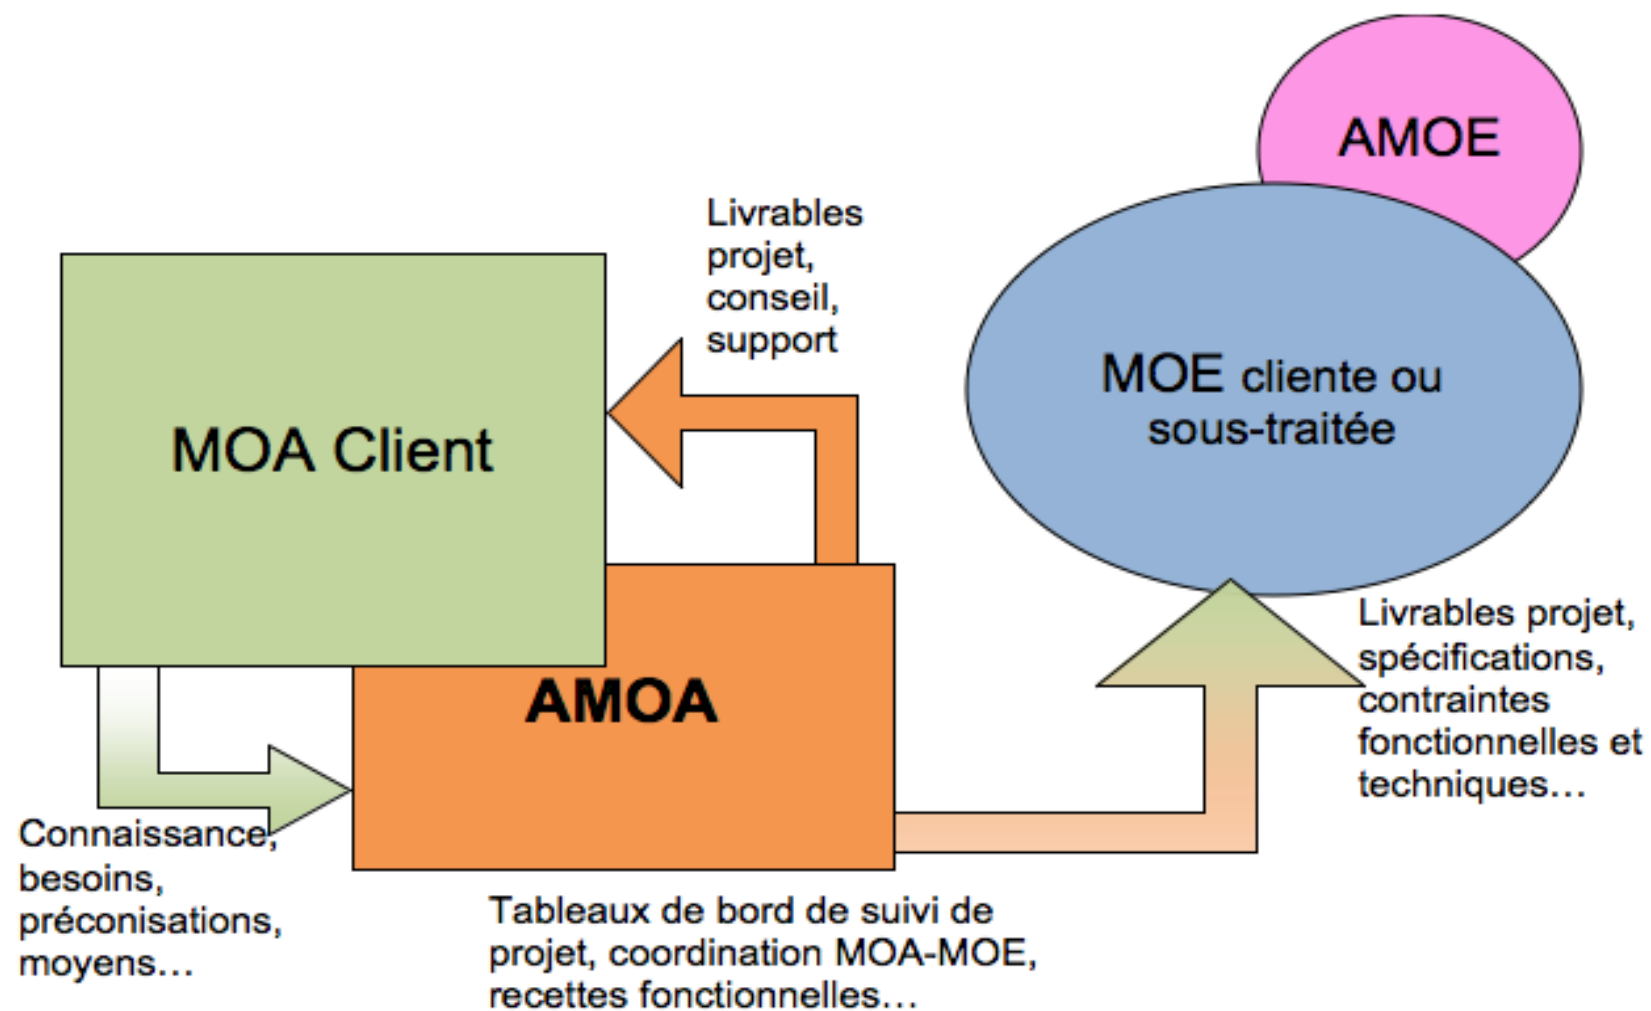 AMOE
Livrables
projet,
conseil,
support
MOE cliente ou
sous-traitée
MOA Client
Livrables projet,
spécifications,
contraintes
fonctionnelles et
techniques…
AMOA
Connaissance,
besoins,
préconisations,
moyens…
Tableaux de bord de suivi de
projet, coordination MOA-MOE,
recettes fonctionnelles…